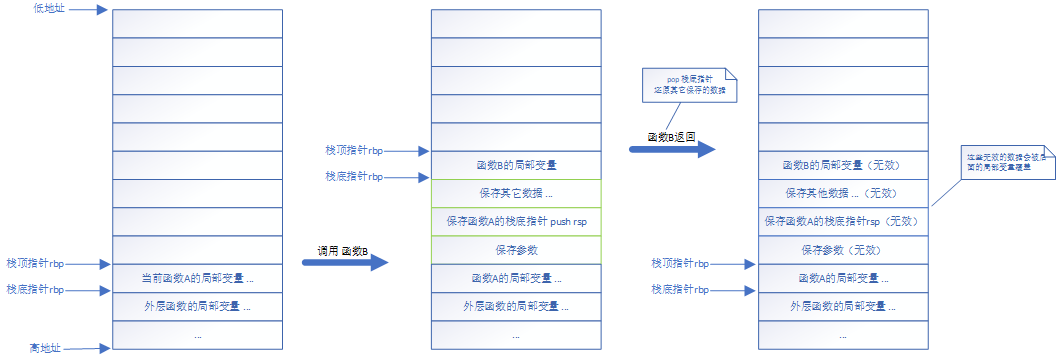 低地址
栈顶指针rbp
当前函数A的局部变量 ...
栈底指针rbp
外层函数的局部变量 ...
...
高地址
调用 函数B
栈顶指针rbp
函数B的局部变量
栈底指针rbp
保存其它数据 ...
保存函数A的栈底指针 push rsp
保存参数
函数A的局部变量 ...
外层函数的局部变量 ...
...
pop 栈底指针
还原其它保存的数据
函数B返回
函数B的局部变量（无效）
保存其他数据 ...（无效）
保存函数A的栈底指针rsp（无效）
保存参数（无效）
栈顶指针rbp
函数A的局部变量 ...
栈底指针rbp
外层函数的局部变量 ...
...
这些无效的数据会被后
面的局部变量覆盖